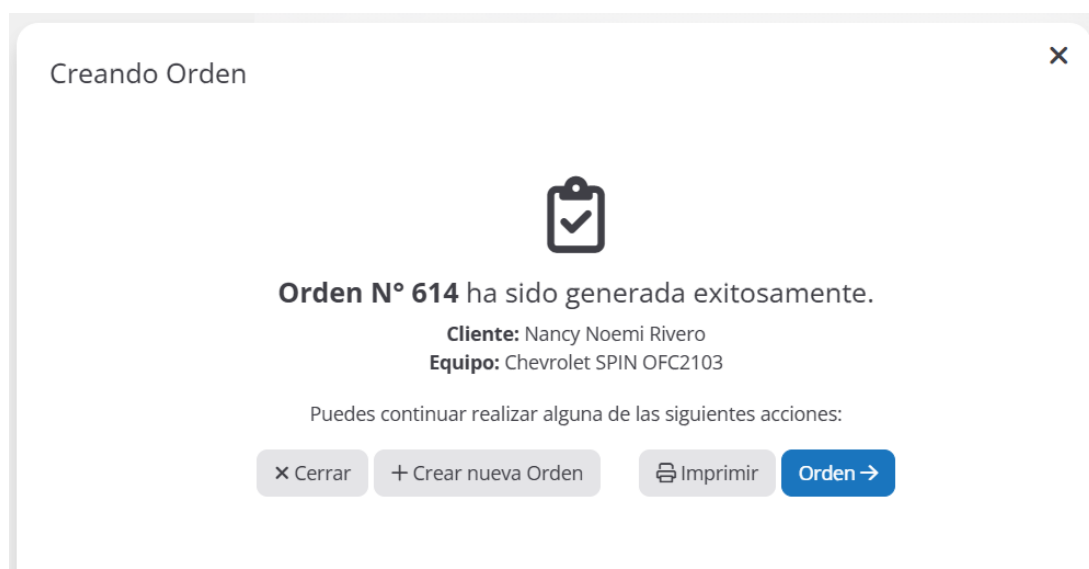 Creando Orden
Orden N° 614 ha sido generada exitosamente.
Cliente: Nancy Noemi Rivero
Equipo: Chevrolet SPIN OFC2103
Puedes continuar realizar alguna de las siguientes acciones:
Cerrar
Crear nueva Orden
Imprimir
Orden